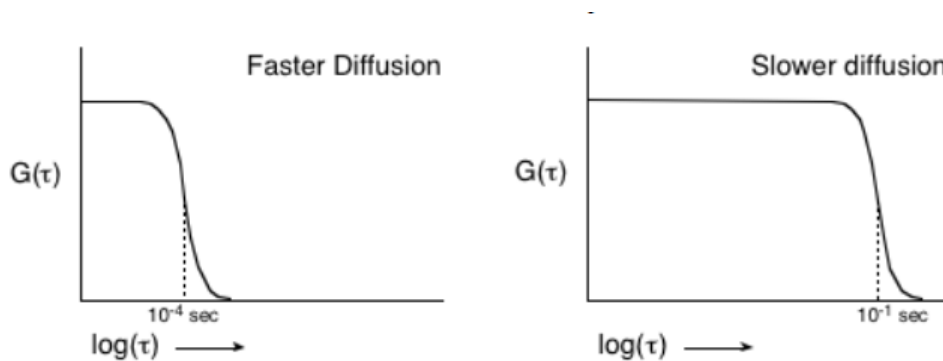 Faster Diffusion
G(τ)
10⁻⁴ sec
log(τ)
Slower diffusion
G(τ)
10⁻¹ sec
log(τ)